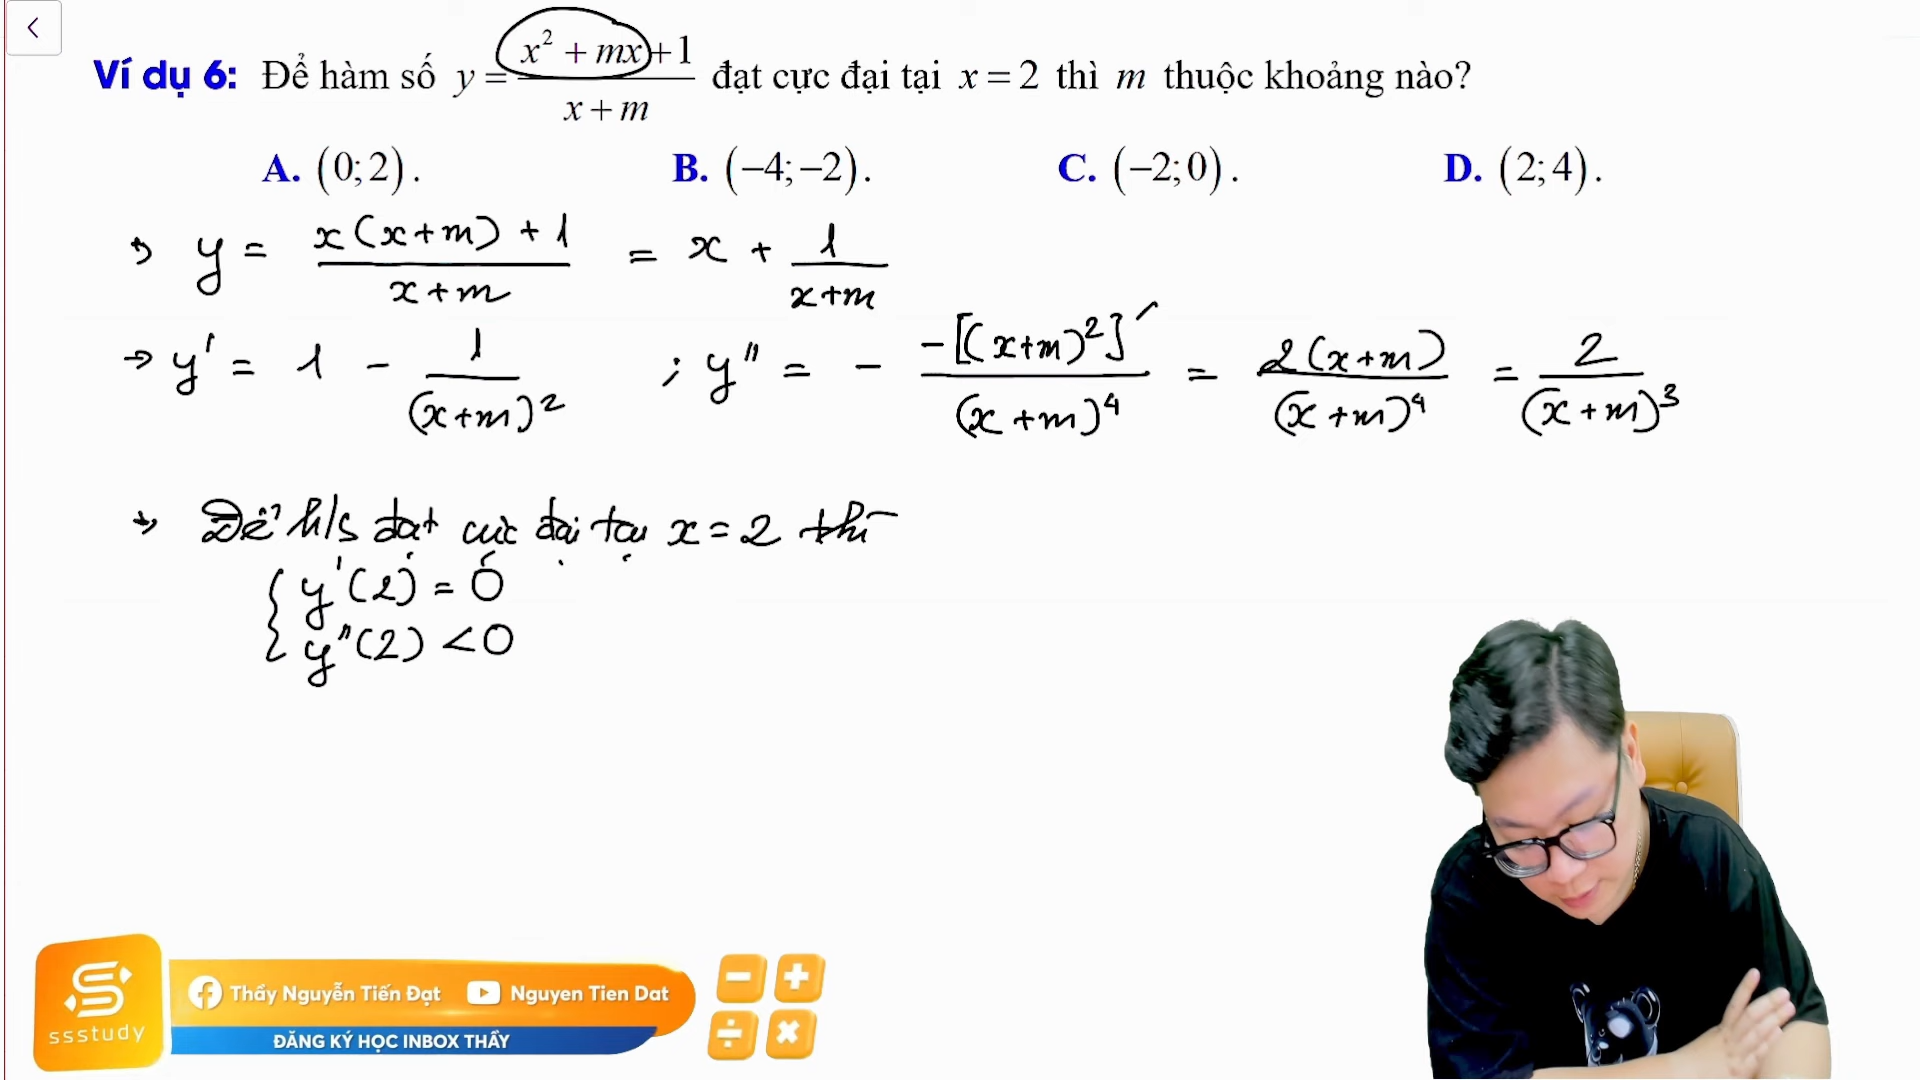 Ví dụ 6: Để hàm số y = (x² + mx + 1)/(x + m) đạt cực đại tại x = 2 thì m thuộc khoảng nào?
A. (0; 2). B. (−4; −2). C. (−2; 0). D. (2; 4).
→ y = (x(x+m) + 1)/(x+m) = x + 1/(x+m)
→ y' = 1 − 1/(x+m)² ; y'' = − (−[(x+m)²]')/(x+m)⁴ = 2(x+m)/(x+m)⁴ = 2/(x+m)³
→ Để h/s đạt cực đại tại x = 2 thì
{ y'(2) = 0
y''(2) < 0
ssstudy
Thầy Nguyễn Tiến Đạt Nguyen Tien Dat
ĐĂNG KÝ HỌC INBOX THẦY
− +
÷ ×